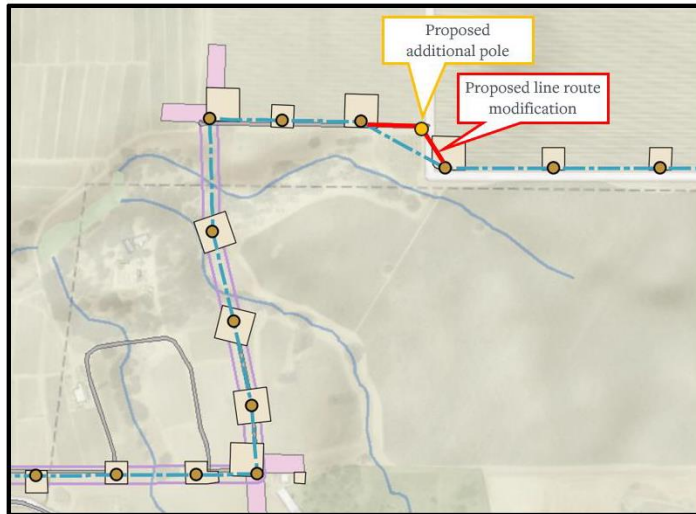 Proposed
additional pole
Proposed line route
modification